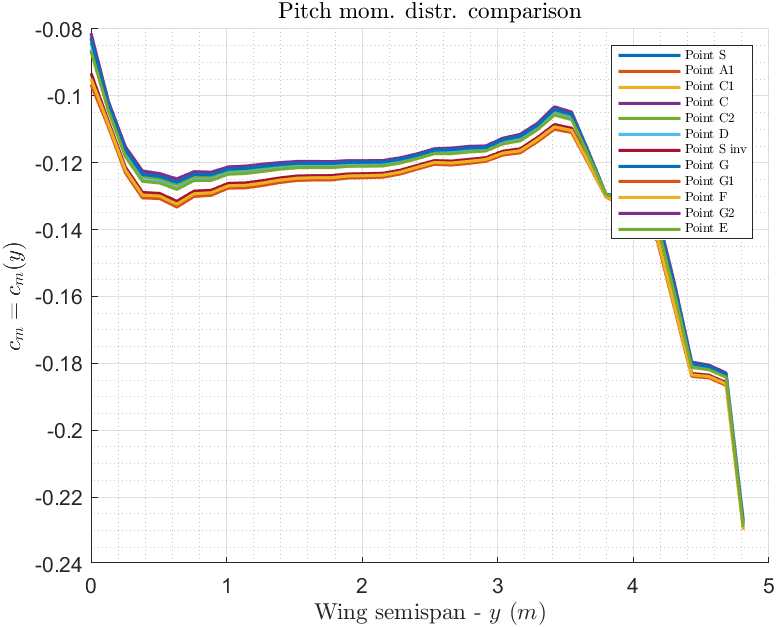 Pitch mom. distr. comparison
-0.08
-0.1
-0.12
-0.14
-0.16
-0.18
-0.2
-0.22
-0.24
c_m = c_m(y)
Point S
Point A1
Point C1
Point C
Point C2
Point D
Point S inv
Point G
Point G1
Point F
Point G2
Point E
0 1 2 3 4 5
Wing semispan - y (m)